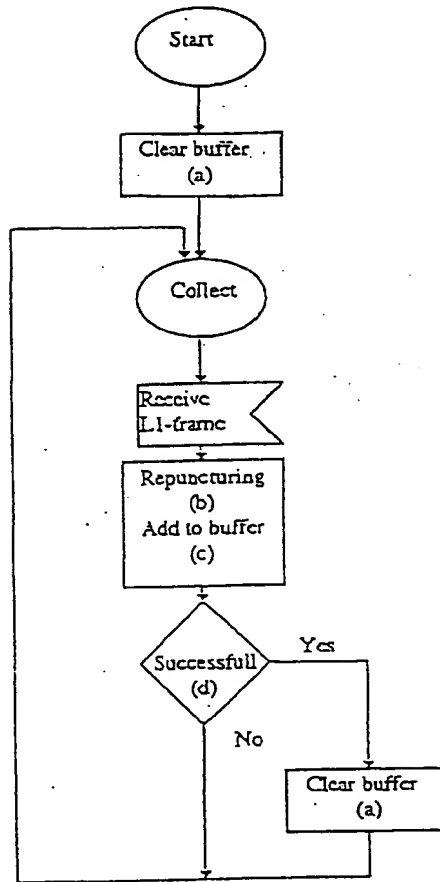 Start
Clear buffer
(a)
Collect
Receive
L1-frame
Repuncturing
(b)
Add to buffer
(c)
Successfull
(d)
Yes
No
Clear buffer
(a)